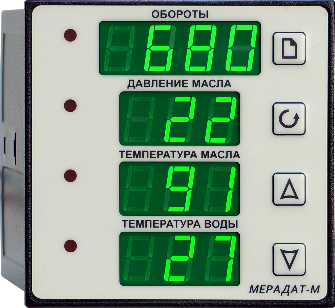 ОБОРОТЫ
680
ДАВЛЕНИЕ МАСЛА
22
ТЕМПЕРАТУРА МАСЛА
91
ТЕМПЕРАТУРА ВОДЫ
27
МЕРАДАТ-М